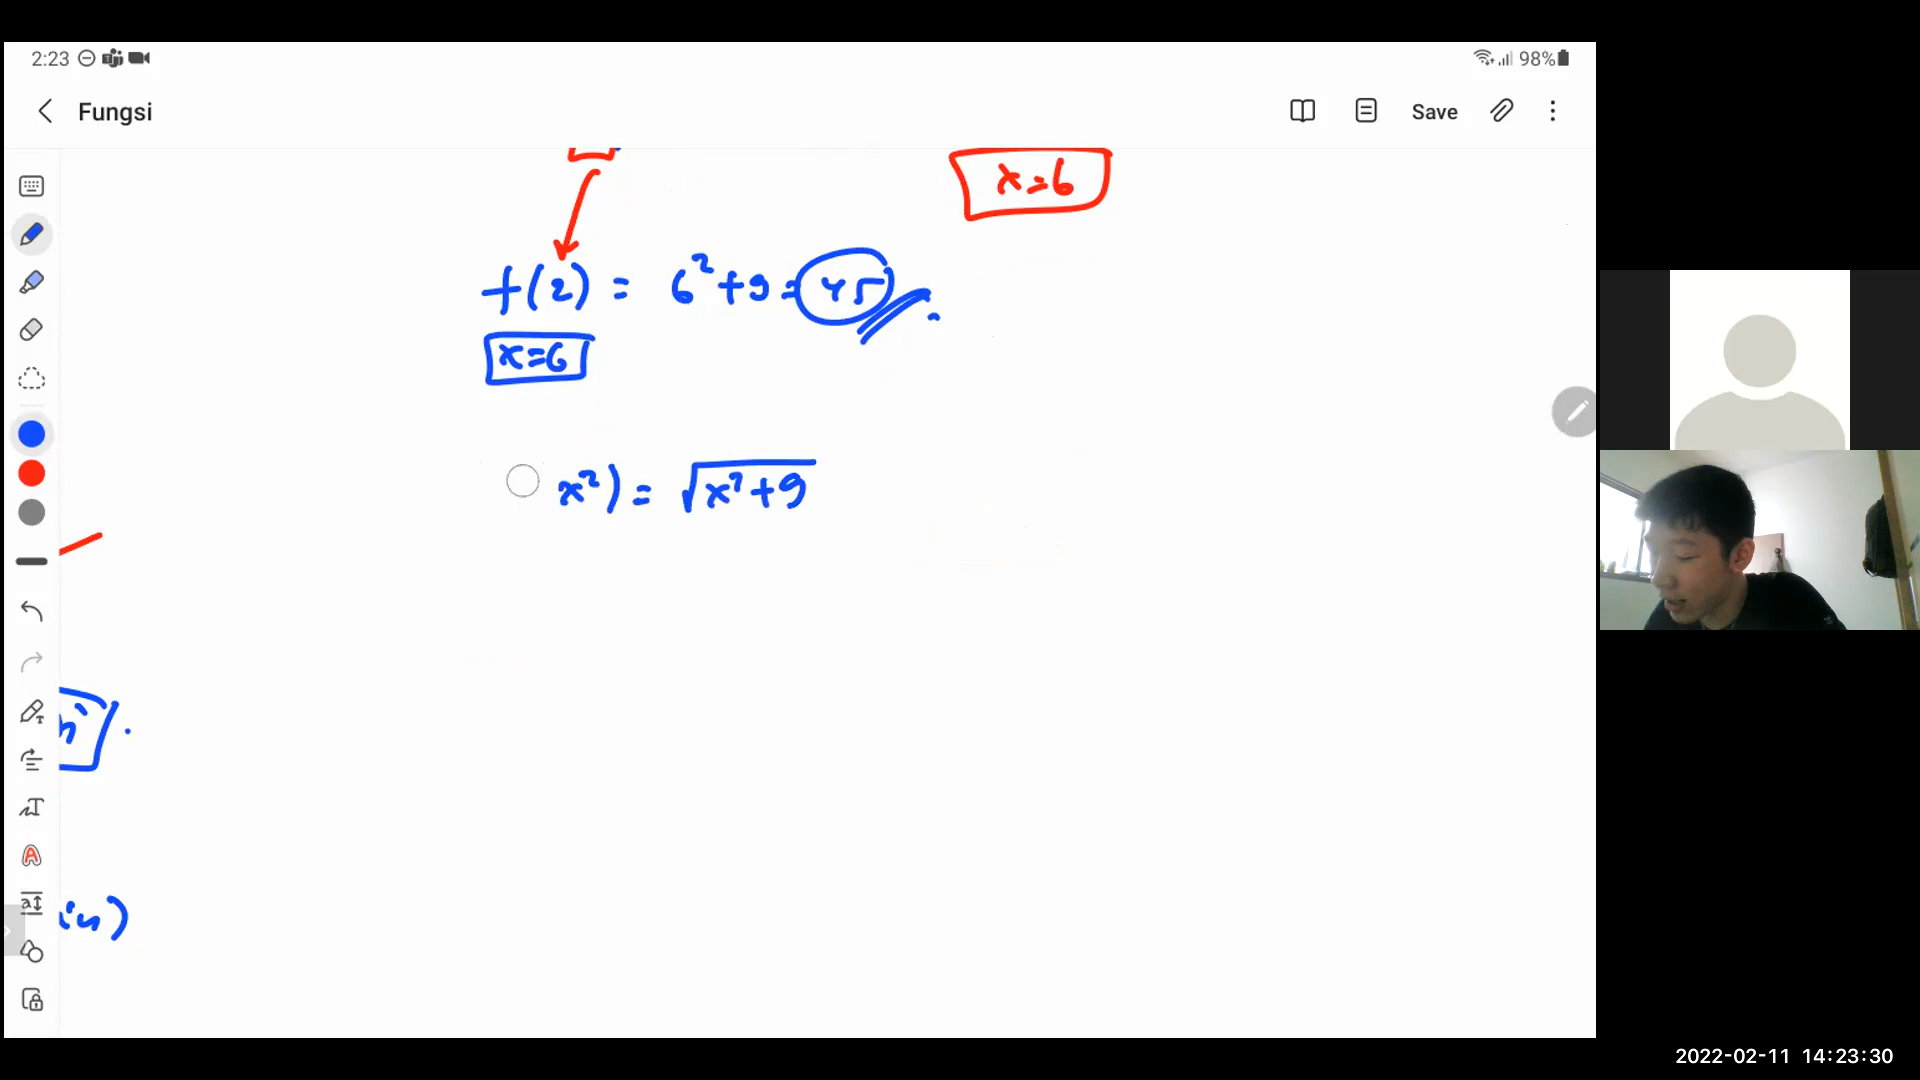 2:23 98%
Fungsi Save
x=6
f(2) = 6²+9=45
x=6
x²) = √x²+9
2022-02-11 14:23:30